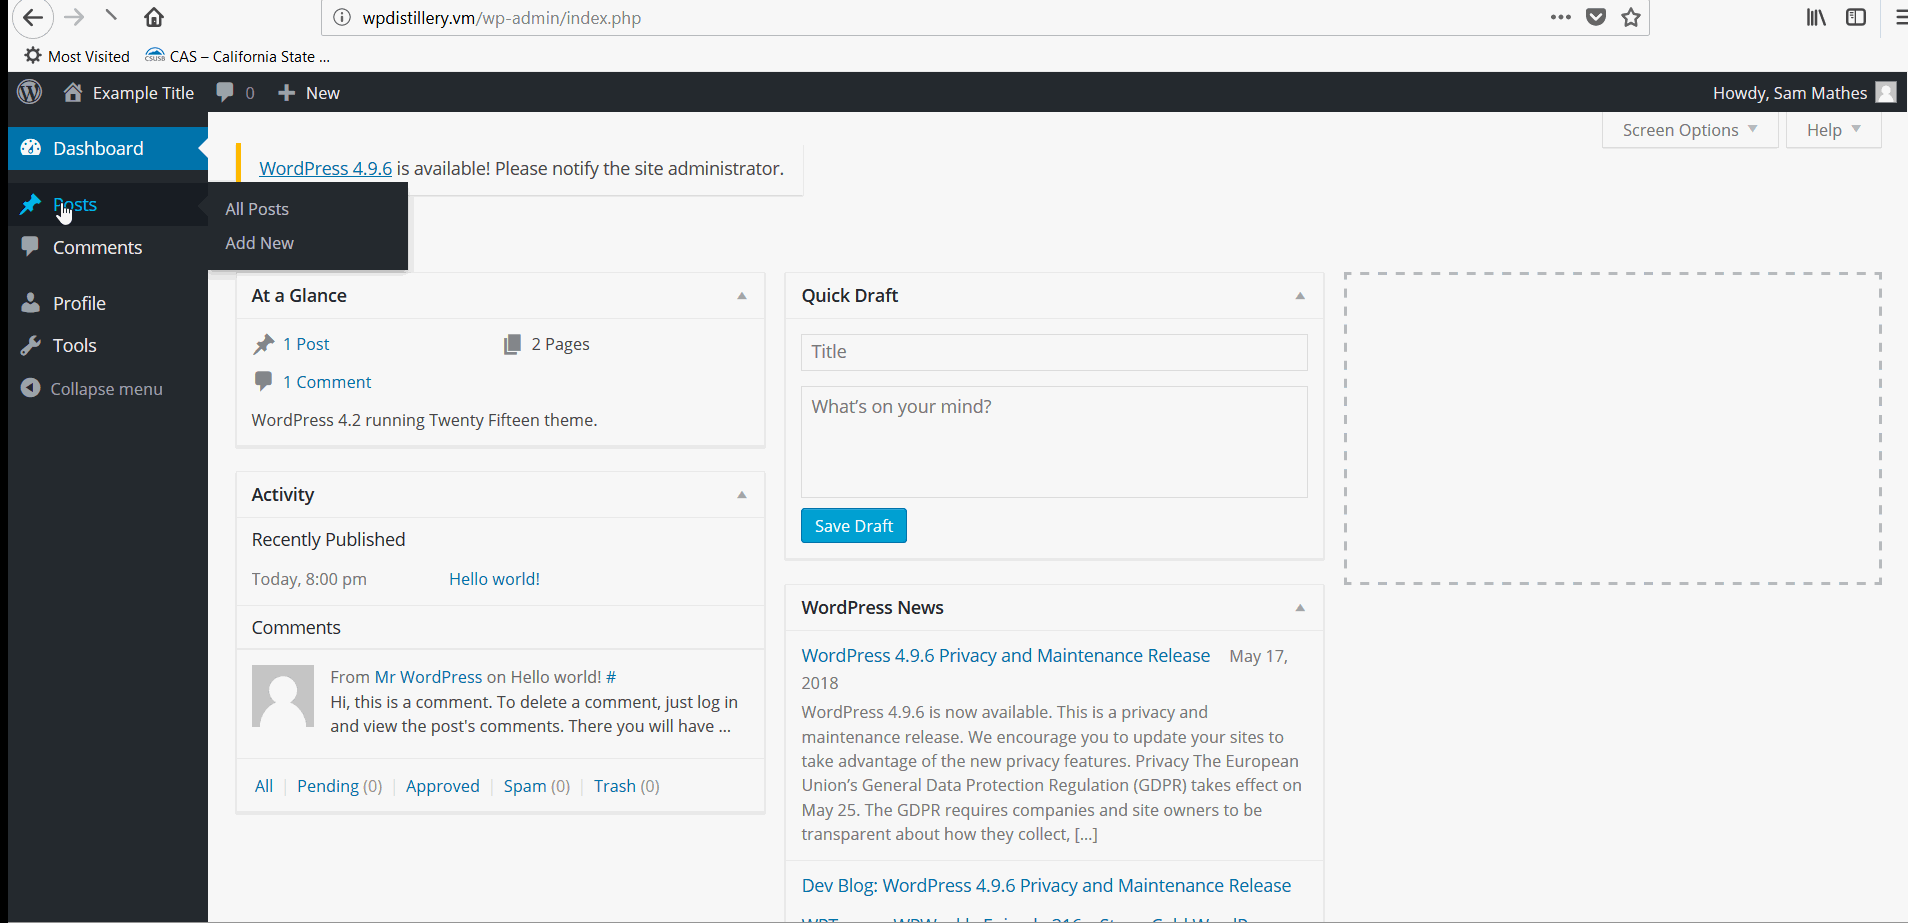 wpdistillery.vm/wp-admin/index.php
Most Visited CAS – California State ...
Example Title 0 New Howdy, Sam Mathes
Dashboard
Posts
Comments
Profile
Tools
Collapse menu
All Posts
Add New
Screen Options Help
WordPress 4.9.6 is available! Please notify the site administrator.
At a Glance
1 Post 2 Pages
1 Comment
WordPress 4.2 running Twenty Fifteen theme.
Activity
Recently Published
Today, 8:00 pm Hello world!
Comments
From Mr WordPress on Hello world! #
Hi, this is a comment. To delete a comment, just log in
and view the post's comments. There you will have ...
All | Pending (0) | Approved | Spam (0) | Trash (0)
Quick Draft
Title
What's on your mind?
Save Draft
WordPress News
WordPress 4.9.6 Privacy and Maintenance Release May 17,
2018
WordPress 4.9.6 is now available. This is a privacy and
maintenance release. We encourage you to update your sites to
take advantage of the new privacy features. Privacy The European
Union's General Data Protection Regulation (GDPR) takes effect on
May 25. The GDPR requires companies and site owners to be
transparent about how they collect, [...]
Dev Blog: WordPress 4.9.6 Privacy and Maintenance Release